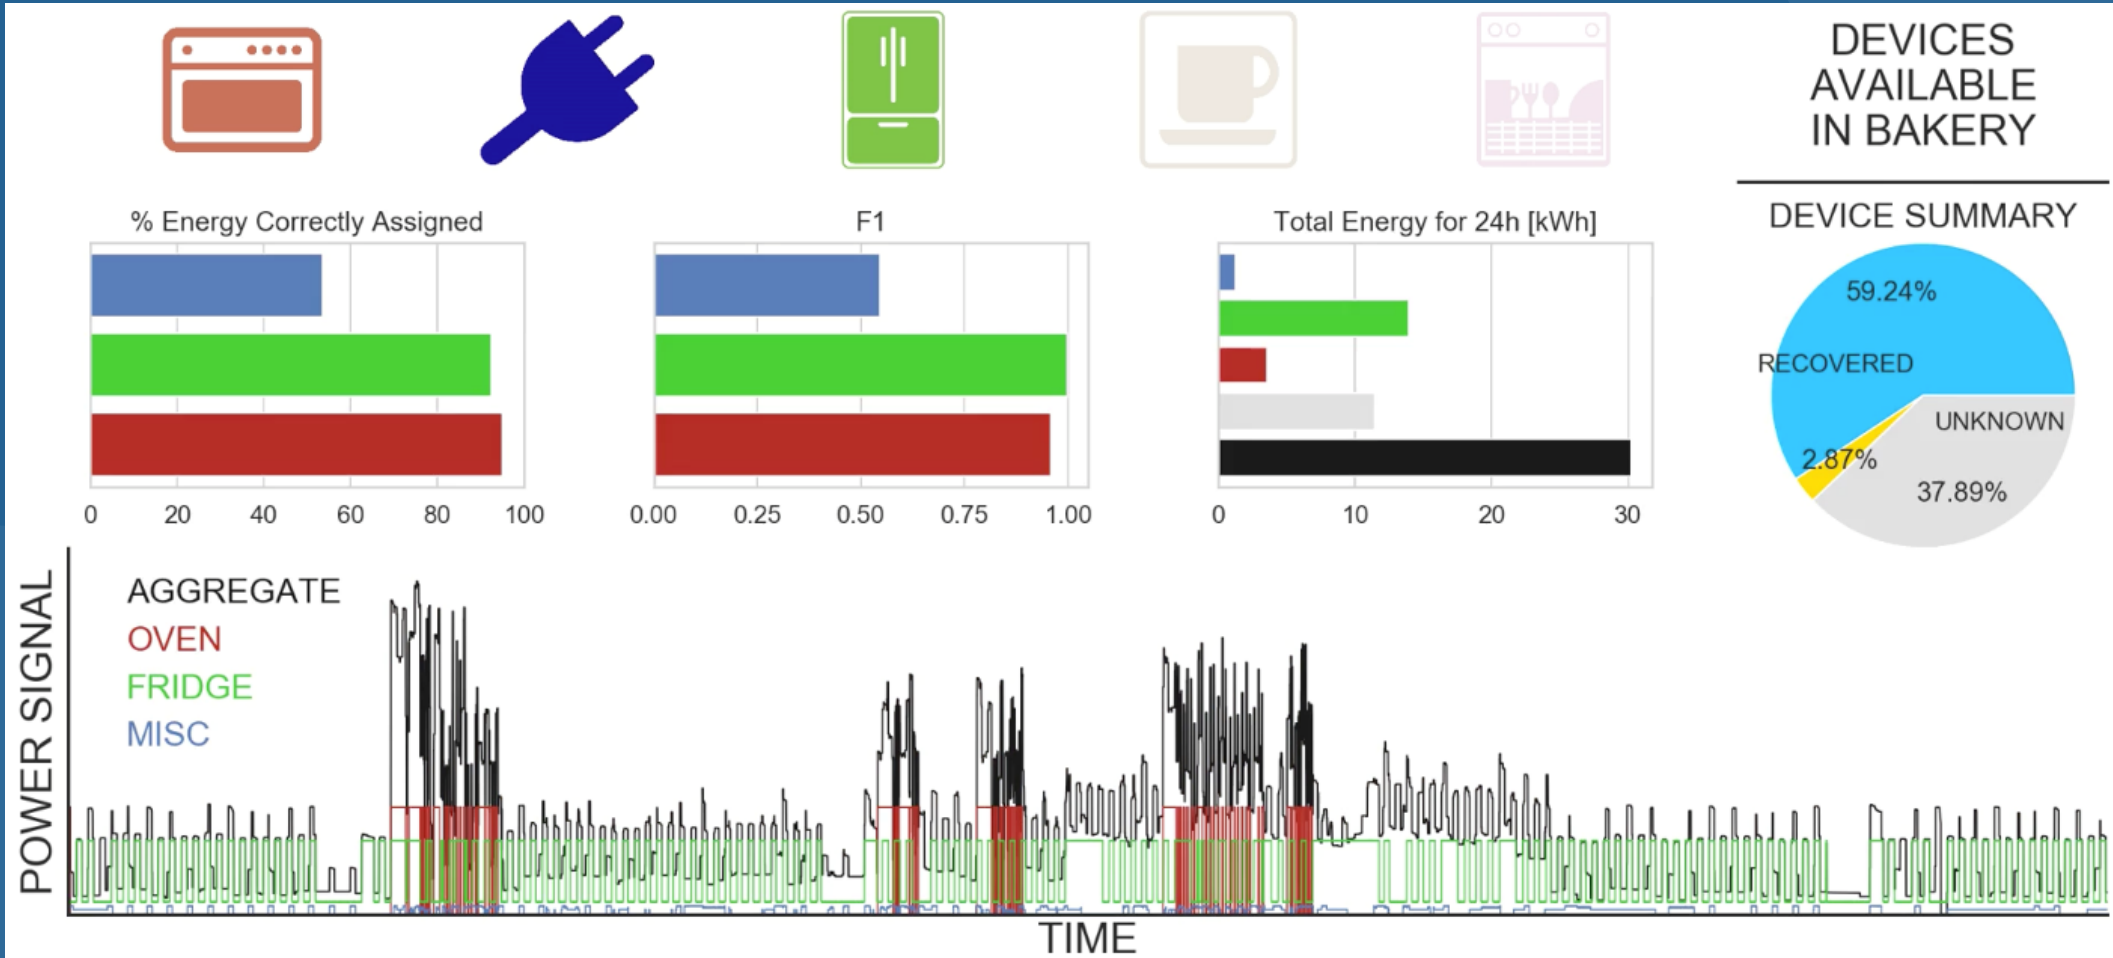 DEVICES
AVAILABLE
IN BAKERY
% Energy Correctly Assigned
0 20 40 60 80 100
F1
0.00 0.25 0.50 0.75 1.00
Total Energy for 24h [kWh]
0 10 20 30
DEVICE SUMMARY
59.24%
RECOVERED
UNKNOWN
2.87%
37.89%
POWER SIGNAL
AGGREGATE
OVEN
FRIDGE
MISC
TIME